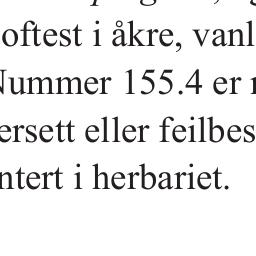 oftest i åkre, vanl
Nummer 155.4 er
ersett eller feilbes
ntert i herbariet.